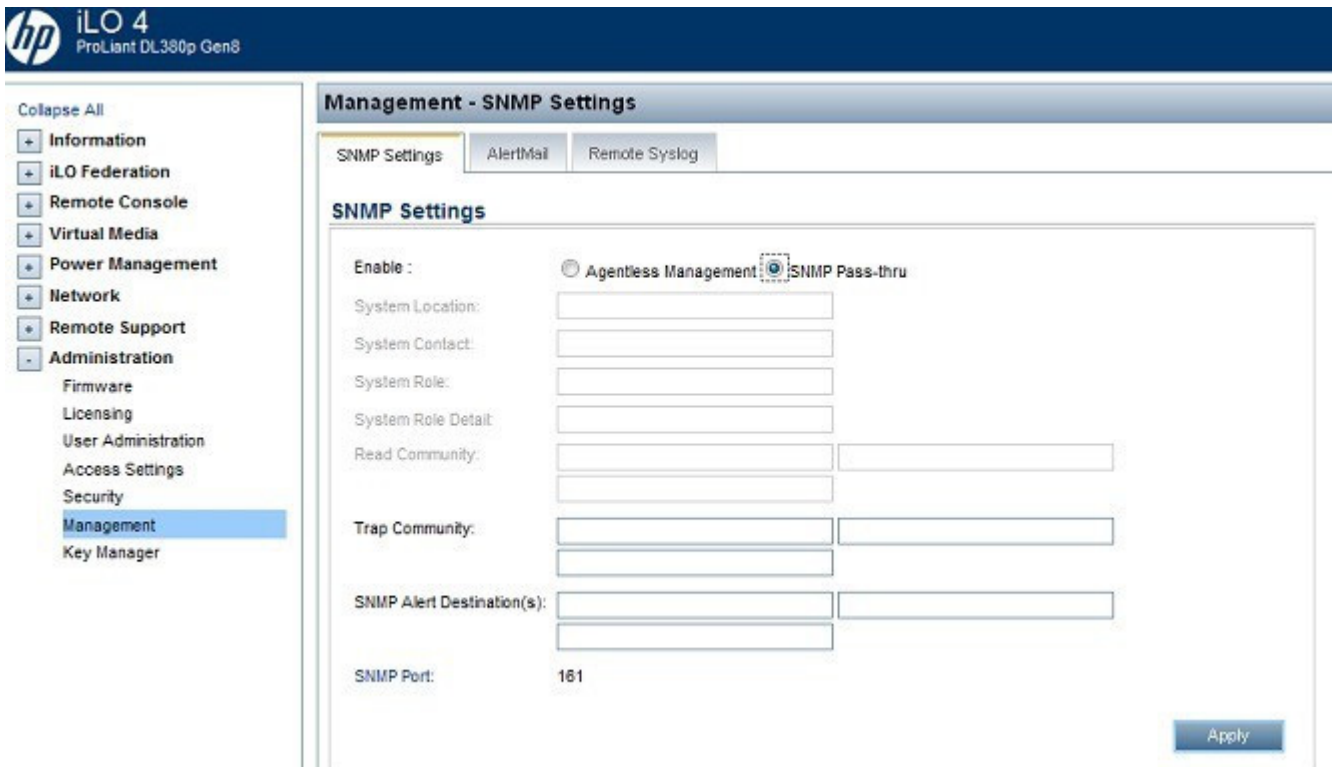 hp
iLO 4
ProLiant DL380p Gen8
Collapse All
+ Information
+ iLO Federation
+ Remote Console
+ Virtual Media
+ Power Management
+ Network
+ Remote Support
- Administration
Firmware
Licensing
User Administration
Access Settings
Security
Management
Key Manager
Management - SNMP Settings
SNMP Settings AlertMail Remote Syslog
SNMP Settings
Enable : Agentless Management SNMP Pass-thru
System Location:
System Contact:
System Role:
System Role Detail:
Read Community:
Trap Community:
SNMP Alert Destination(s):
SNMP Port: 161
Apply